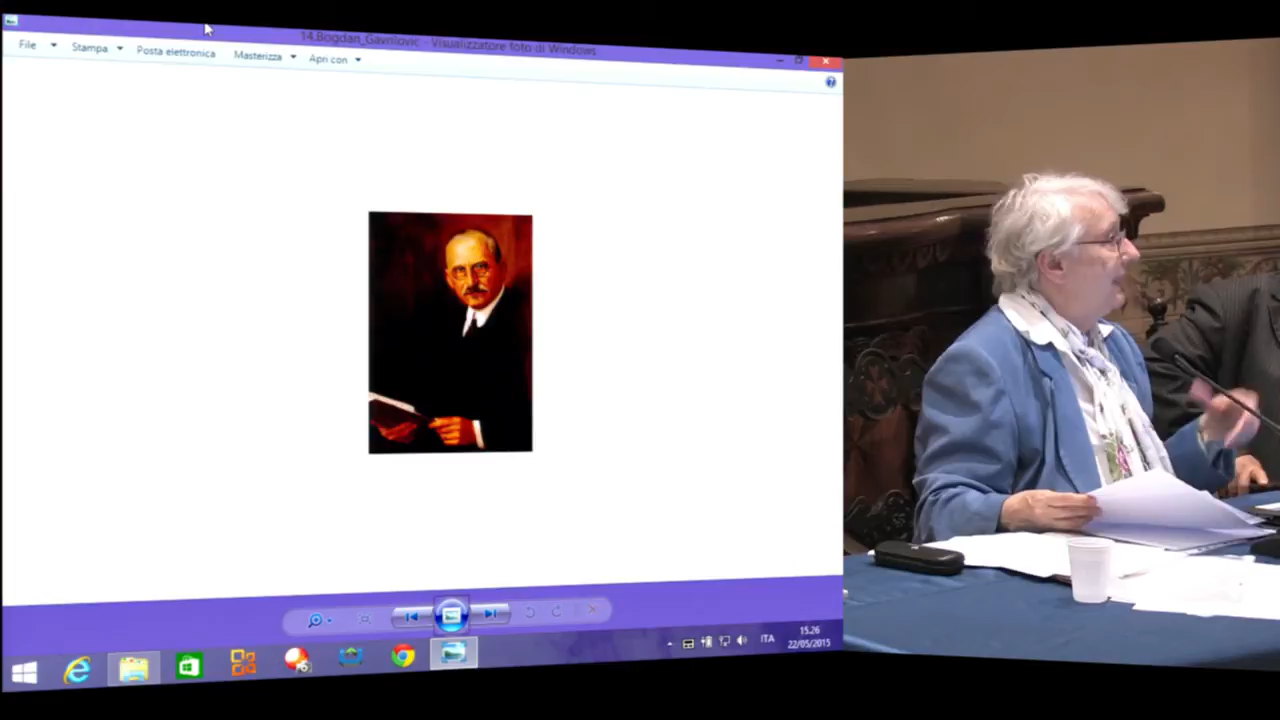 14.Bogdan_Gavrilovic - Visualizzatore foto di Windows
File Stampa Posta elettronica Masterizza Apri con
ITA
15.26
22/05/2015